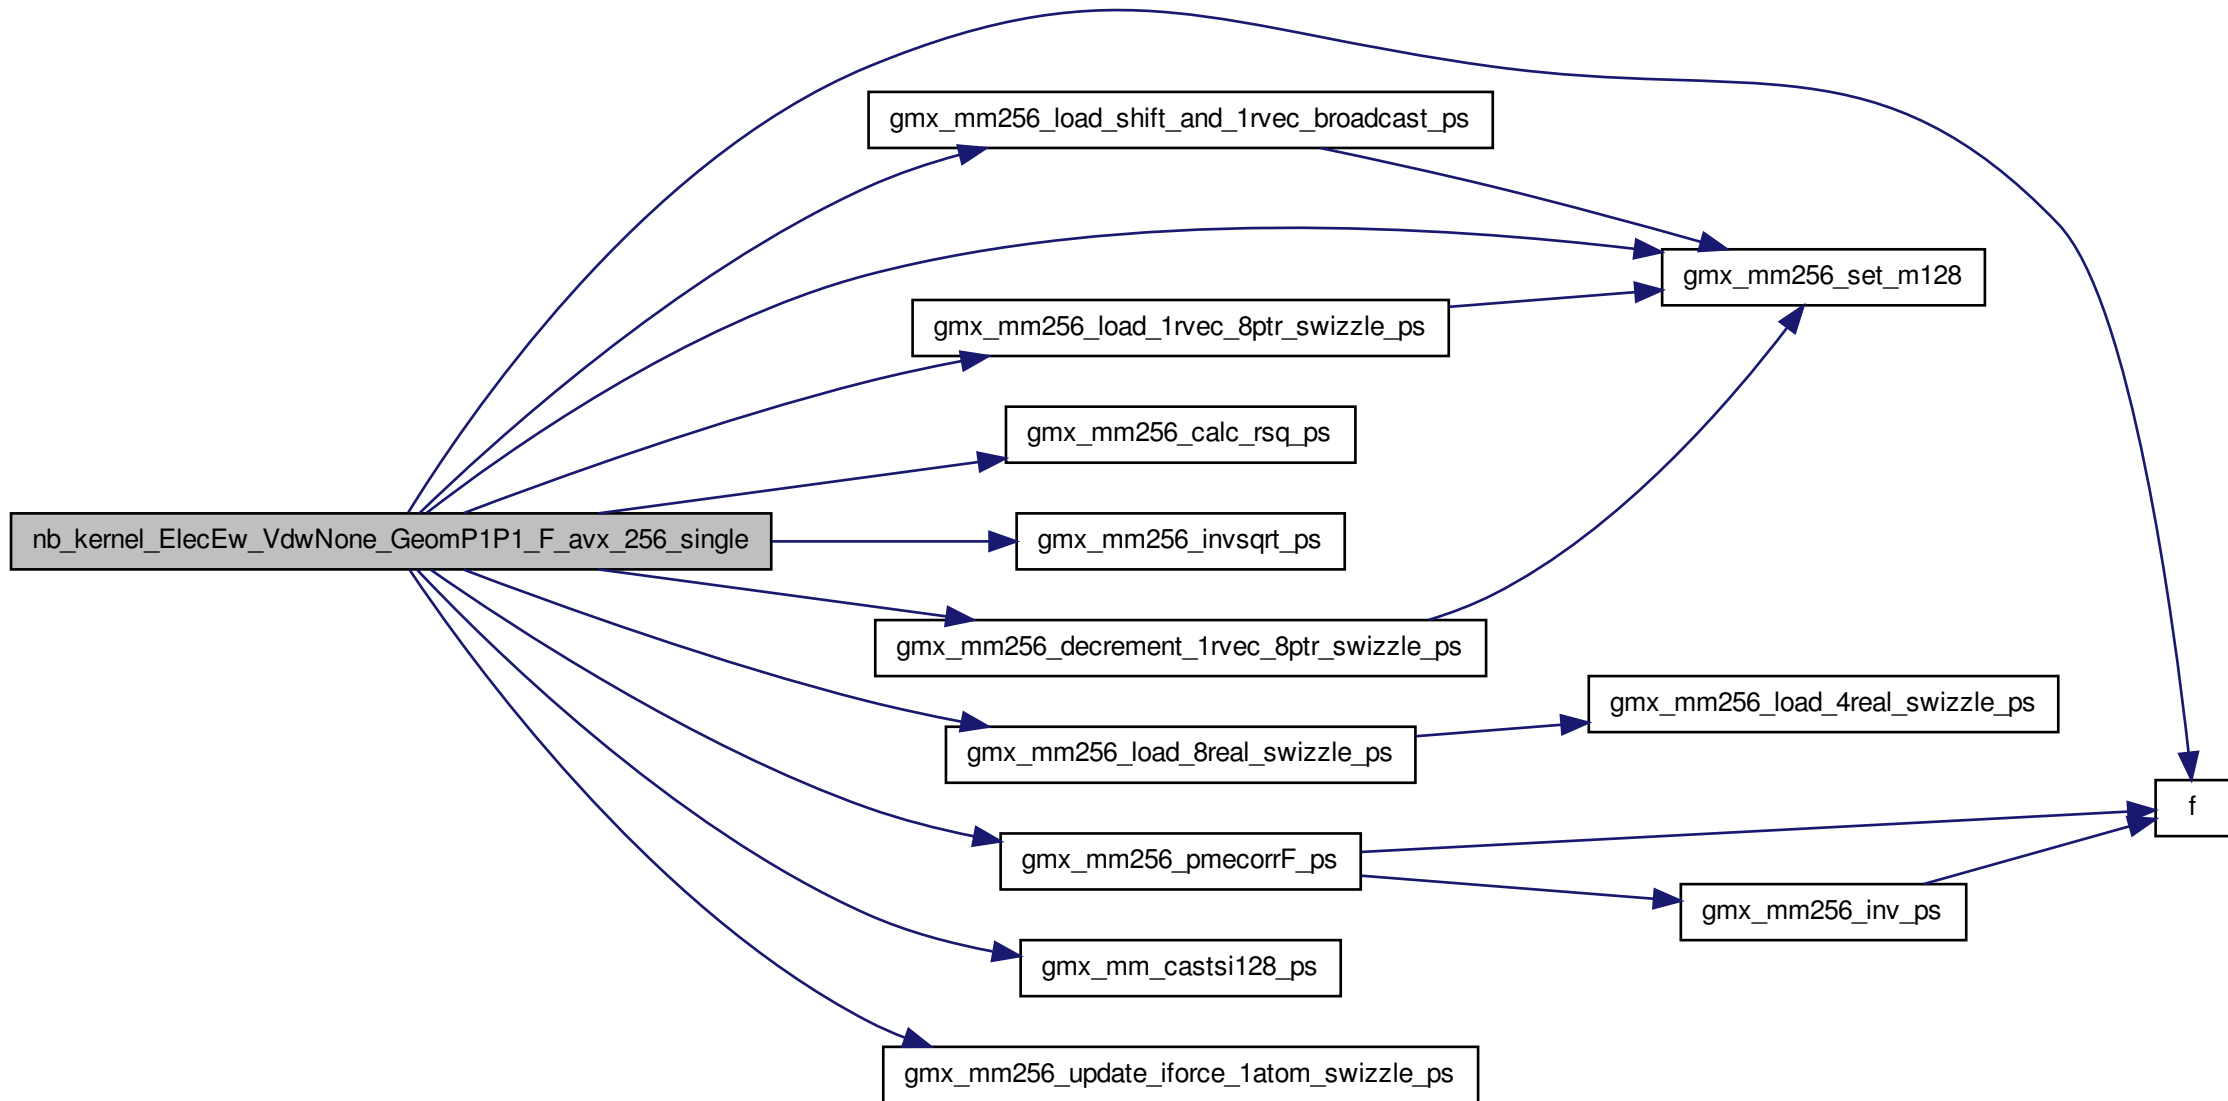 gmx_mm256_load_shift_and_1rvec_broadcast_ps
gmx_mm256_set_m128
gmx_mm256_load_1rvec_8ptr_swizzle_ps
gmx_mm256_calc_rsq_ps
nb_kernel_ElecEw_VdwNone_GeomP1P1_F_avx_256_single
gmx_mm256_invsqrt_ps
gmx_mm256_decrement_1rvec_8ptr_swizzle_ps
gmx_mm256_load_4real_swizzle_ps
gmx_mm256_load_8real_swizzle_ps
f
gmx_mm256_pmecorrF_ps
gmx_mm256_inv_ps
gmx_mm_castsi128_ps
gmx_mm256_update_iforce_1atom_swizzle_ps